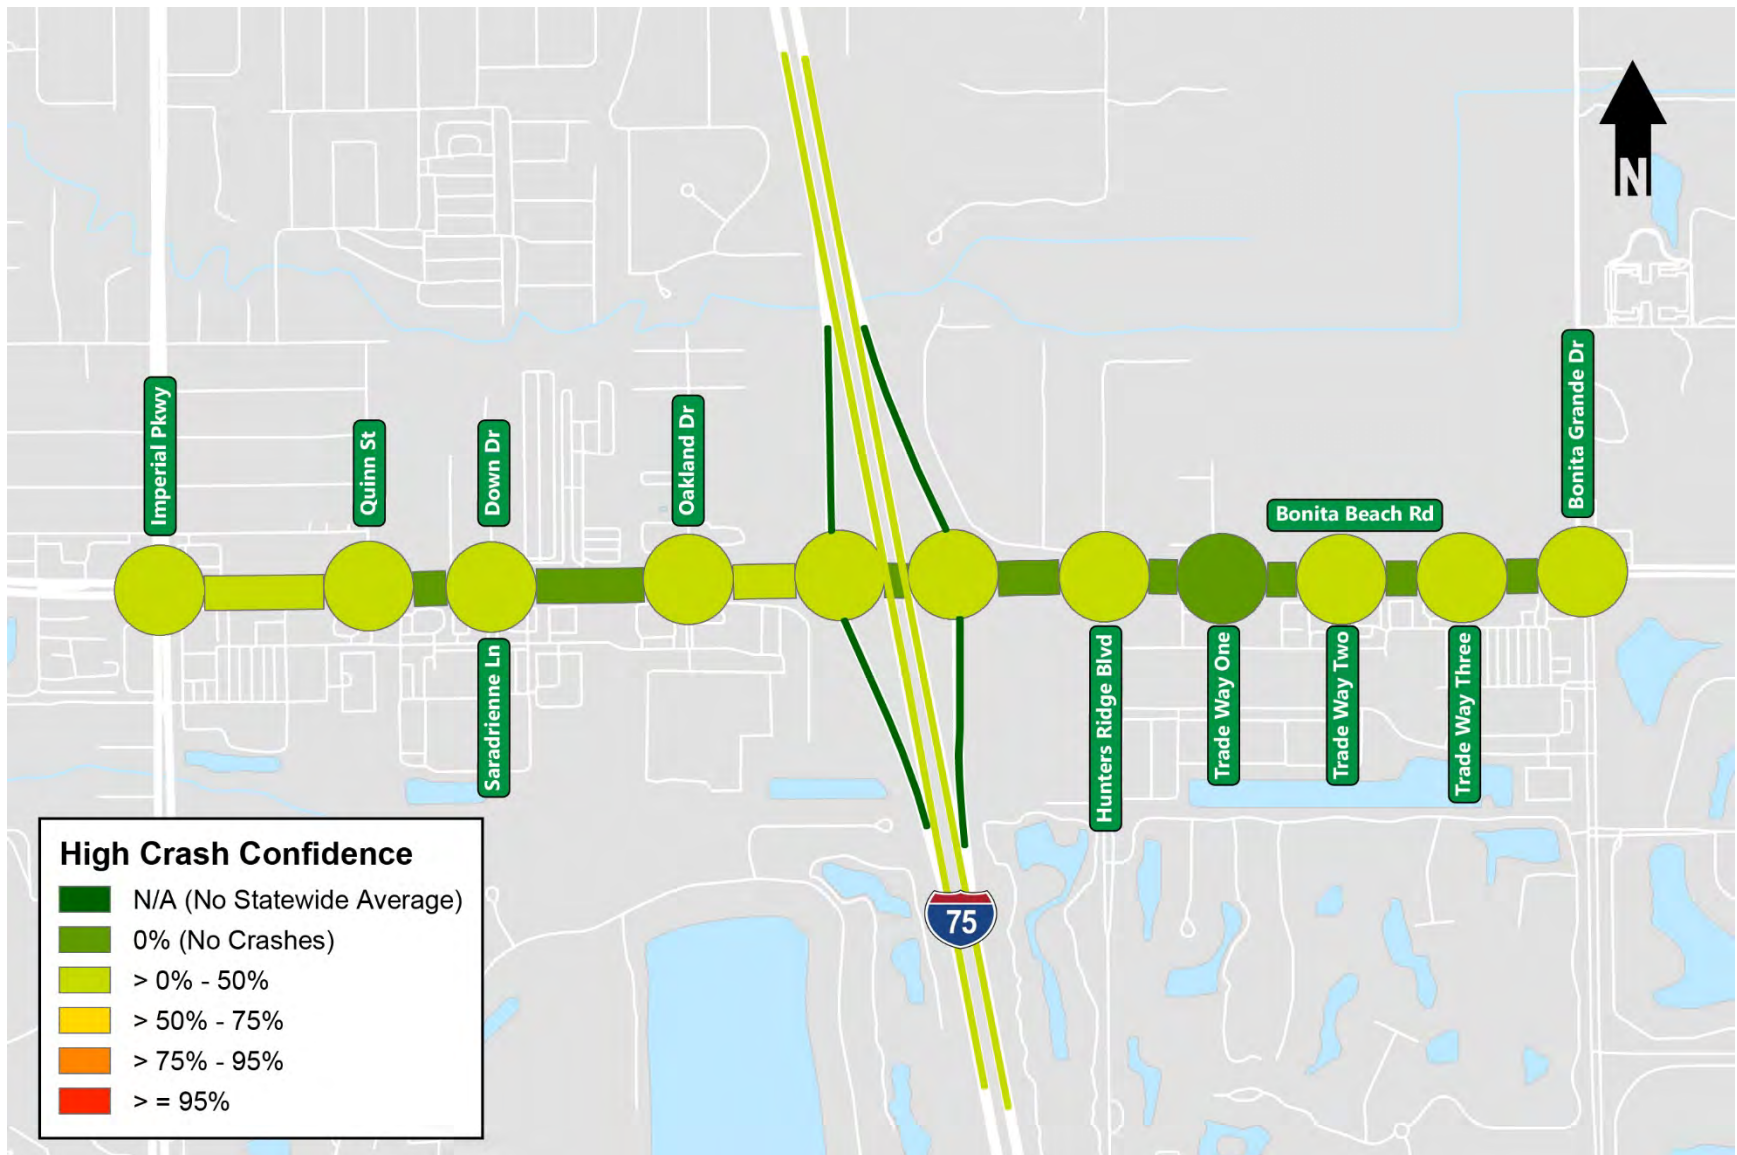 N
Imperial Pkwy
Quinn St
Down Dr
Oakland Dr
Bonita Beach Rd
Bonita Grande Dr
Saradrienne Ln
Hunters Ridge Blvd
Trade Way One
Trade Way Two
Trade Way Three
75
High Crash Confidence
N/A (No Statewide Average)
0% (No Crashes)
> 0% - 50%
> 50% - 75%
> 75% - 95%
> = 95%